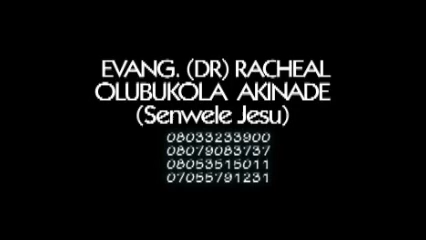 EVANG. (DR) RACHEAL
OLUBUKOLA AKINADE
(Senwele Jesu)
08033233900
08079083737
08053515011
07055791231